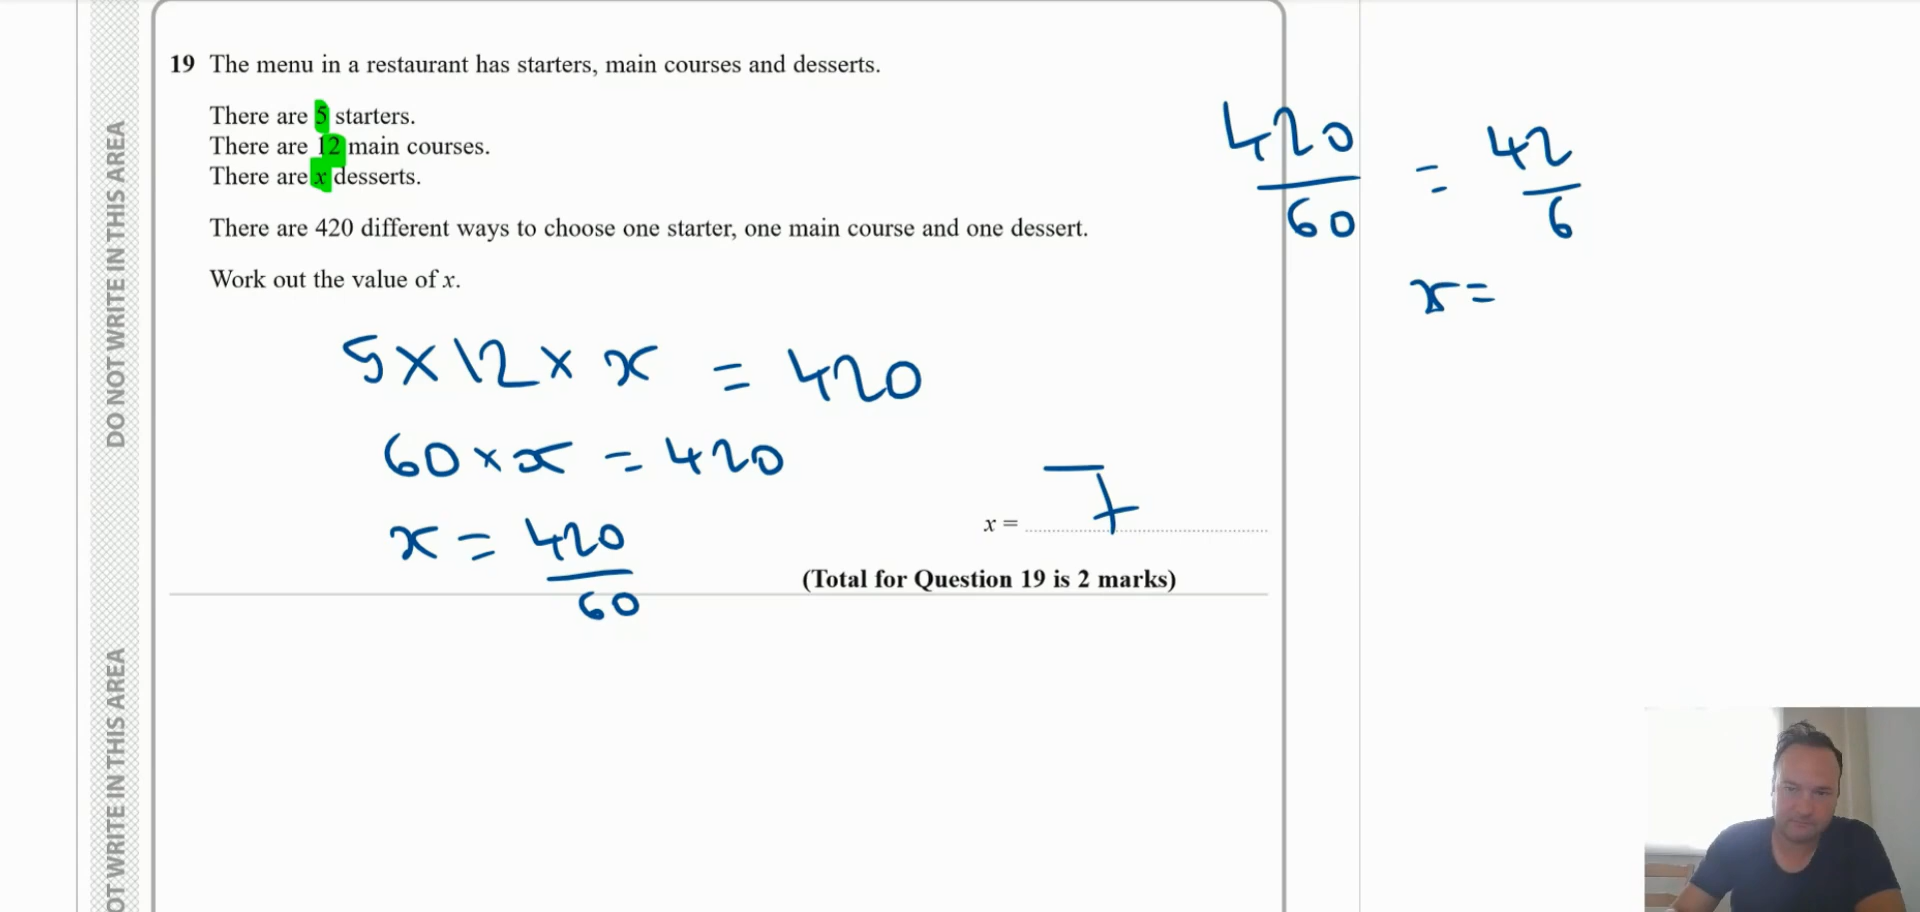 DO NOT WRITE IN THIS AREA
OT WRITE IN THIS AREA
19 The menu in a restaurant has starters, main courses and desserts.
There are 5 starters.
There are 12 main courses.
There are x desserts.
There are 420 different ways to choose one starter, one main course and one dessert.
Work out the value of x.
5 × 12 × x = 420
60 × x = 420
x = 420
60
x = 7
(Total for Question 19 is 2 marks)
420 = 42
60 6
x =